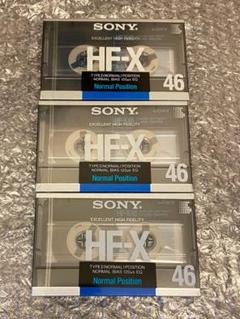 SONY
EXCELLENT HIGH FIDELITY
HF-X
TYPE I (NORMAL) POSITION
NORMAL BIAS 120μs EQ
46
Normal Position
SONY
EXCELLENT HIGH FIDELITY
HF-X
TYPE I (NORMAL) POSITION
NORMAL BIAS 120μs EQ
46
Normal Position
SONY
EXCELLENT HIGH FIDELITY
HF-X
TYPE I (NORMAL) POSITION
NORMAL BIAS 120μs EQ
46
Normal Position